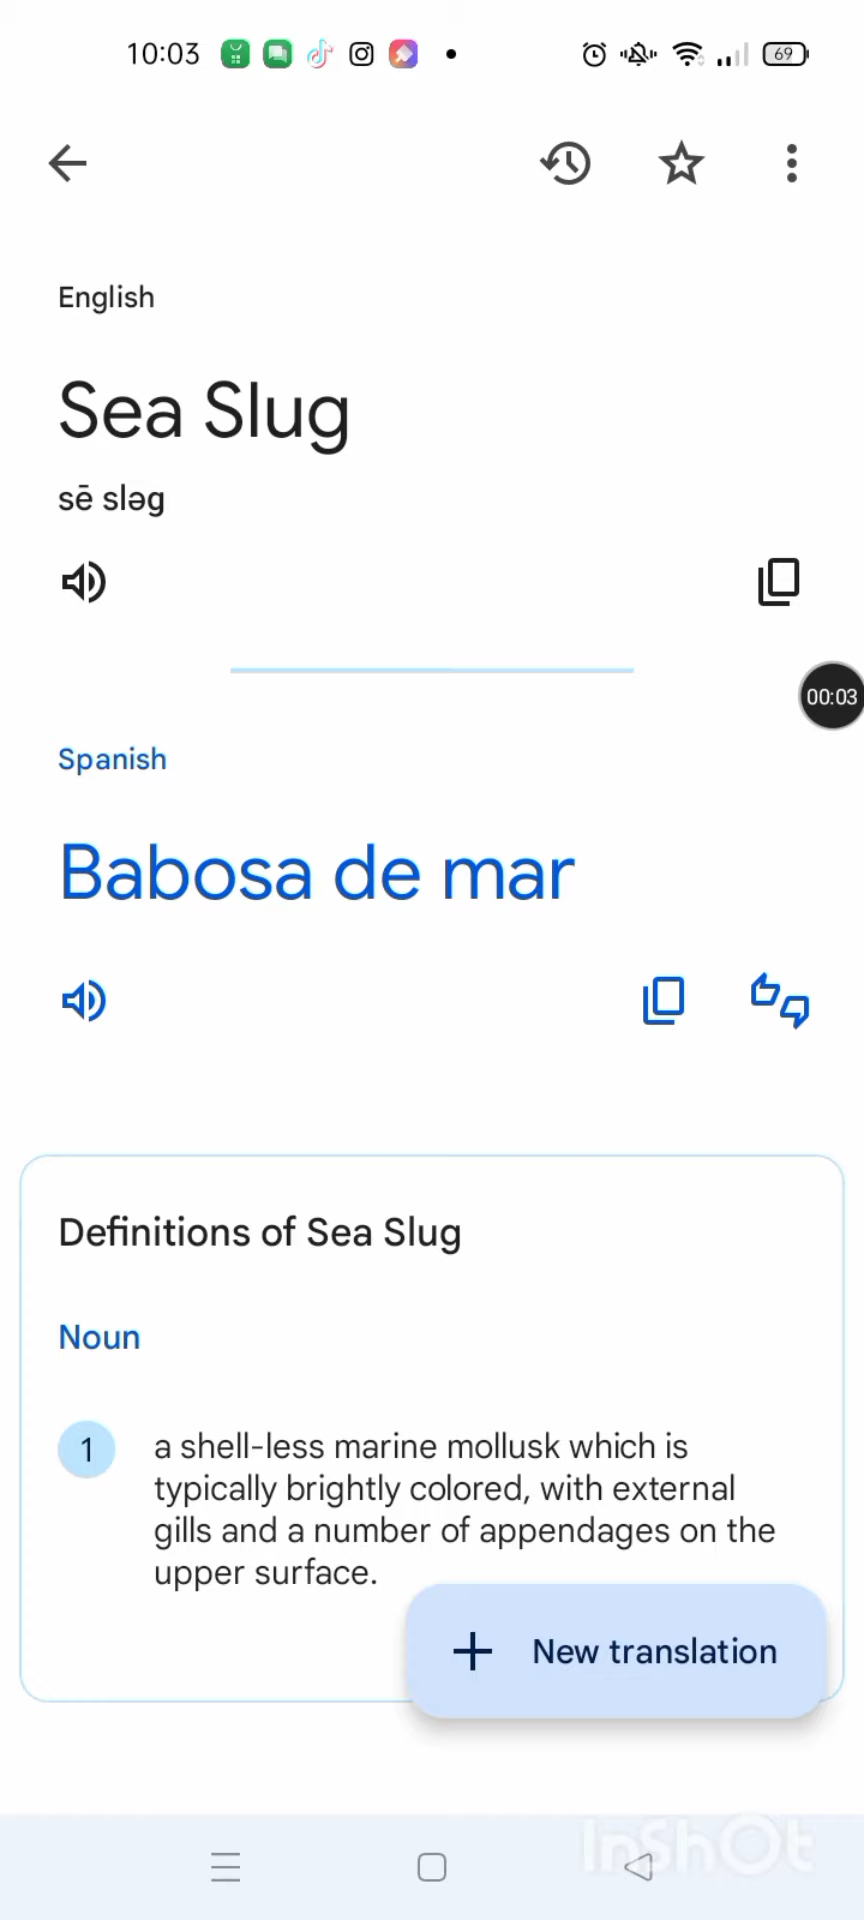 10:03
69
English
Sea Slug
sē sləg
00:03
Spanish
Babosa de mar
Definitions of Sea Slug
Noun
1
a shell-less marine mollusk which is
typically brightly colored, with external
gills and a number of appendages on the
upper surface.
New translation
InShOt